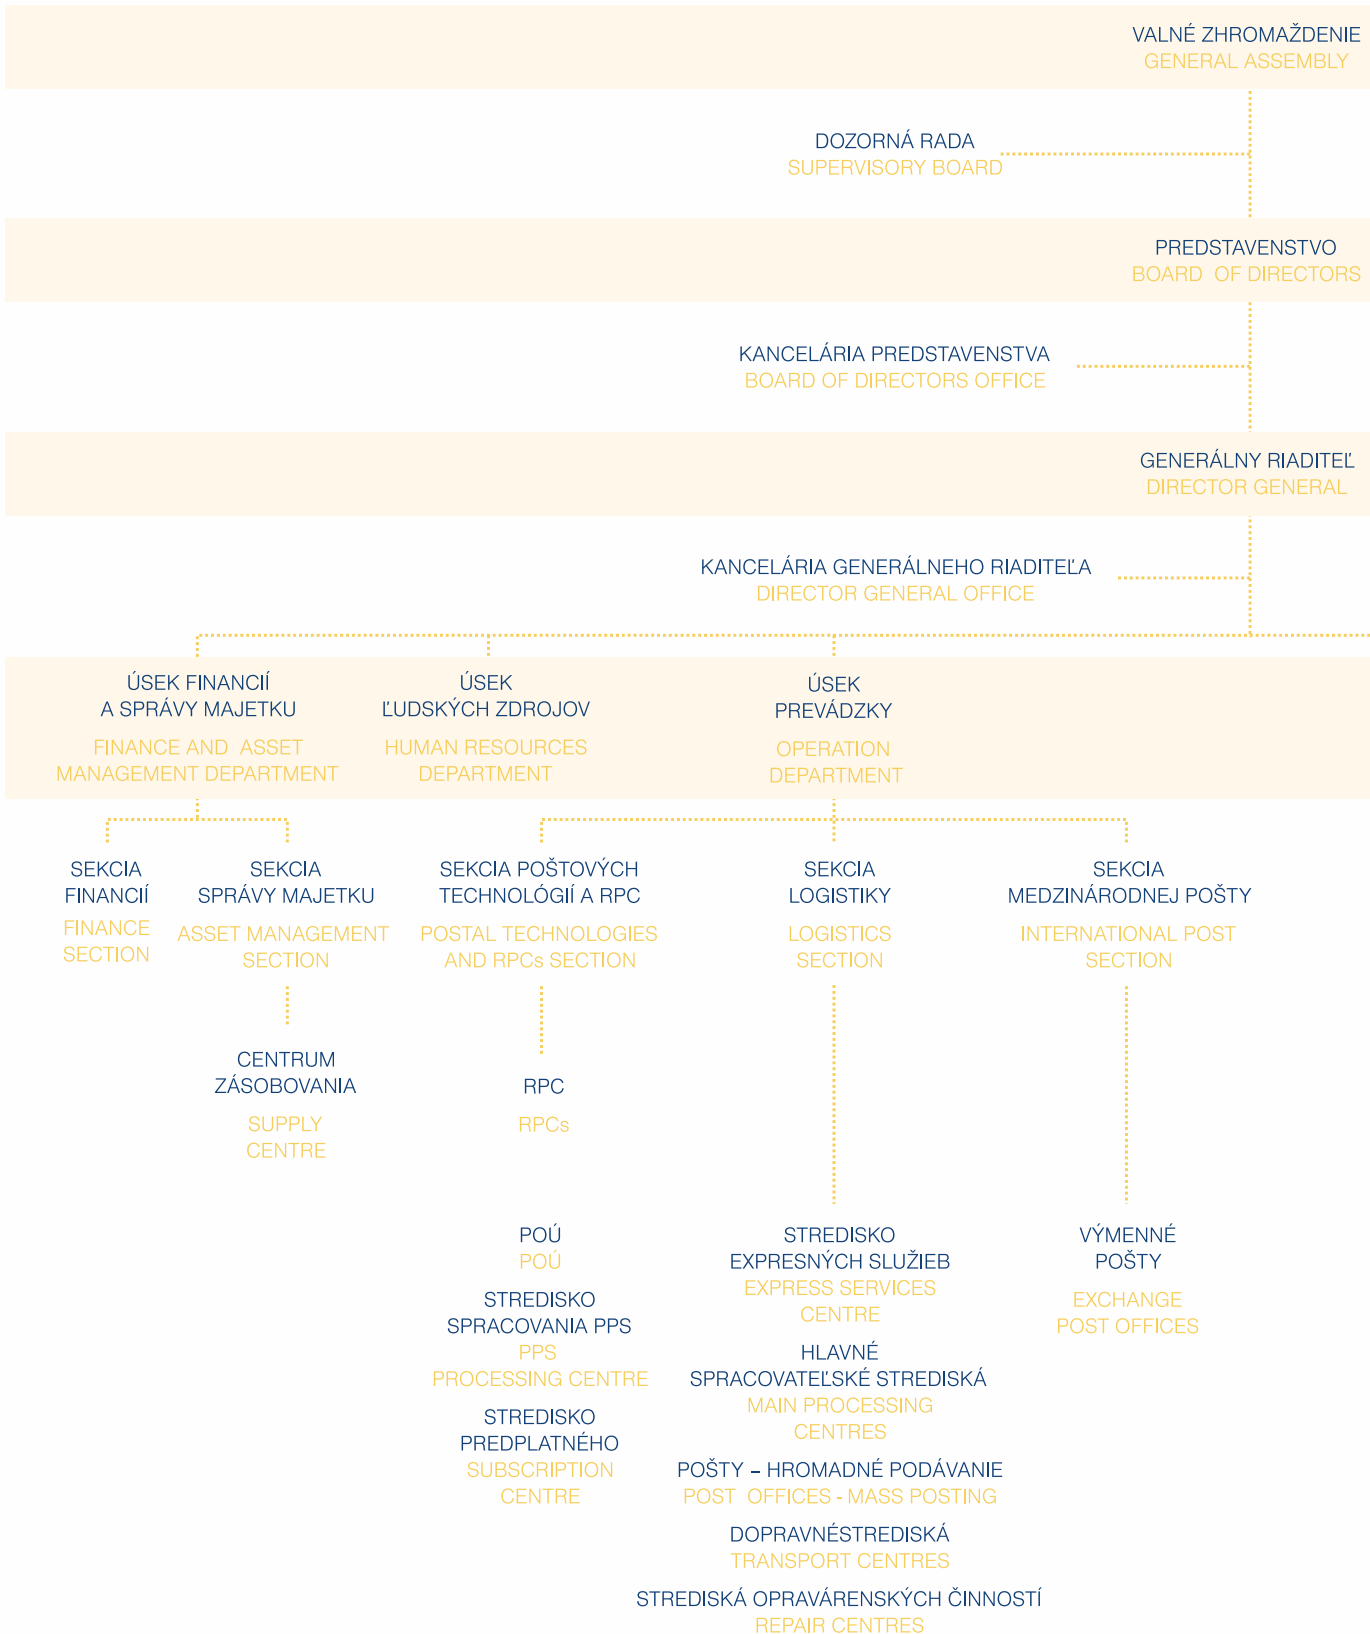 VALNÉ ZHROMAŽDENIE
GENERAL ASSEMBLY
DOZORNÁ RADA
SUPERVISORY BOARD
PREDSTAVENSTVO
BOARD OF DIRECTORS
KANCELÁRIA PREDSTAVENSTVA
BOARD OF DIRECTORS OFFICE
GENERÁLNY RIADITEĽ
DIRECTOR GENERAL
KANCELÁRIA GENERÁLNEHO RIADITEĽA
DIRECTOR GENERAL OFFICE
ÚSEK FINANCIÍ
A SPRÁVY MAJETKU
FINANCE AND ASSET
MANAGEMENT DEPARTMENT
ÚSEK
ĽUDSKÝCH ZDROJOV
HUMAN RESOURCES
DEPARTMENT
ÚSEK
PREVÁDZKY
OPERATION
DEPARTMENT
SEKCIA
FINANCIÍ
FINANCE
SECTION
SEKCIA
SPRÁVY MAJETKU
ASSET MANAGEMENT
SECTION
SEKCIA POŠTOVÝCH
TECHNOLÓGIÍ A RPC
POSTAL TECHNOLOGIES
AND RPCs SECTION
SEKCIA
LOGISTIKY
LOGISTICS
SECTION
SEKCIA
MEDZINÁRODNEJ POŠTY
INTERNATIONAL POST
SECTION
CENTRUM
ZÁSOBOVANIA
SUPPLY
CENTRE
RPC
RPCs
POÚ
POÚ
STREDISKO
SPRACOVANIA PPS
PPS
PROCESSING CENTRE
STREDISKO
PREDPLATNÉHO
SUBSCRIPTION
CENTRE
STREDISKO
EXPRESNÝCH SLUŽIEB
EXPRESS SERVICES
CENTRE
HLAVNÉ
SPRACOVATEĽSKÉ STREDISKÁ
MAIN PROCESSING
CENTRES
POŠTY – HROMADNÉ PODÁVANIE
POST OFFICES - MASS POSTING
DOPRAVNÉSTREDISKÁ
TRANSPORT CENTRES
STREDISKÁ OPRAVÁRENSKÝCH ČINNOSTÍ
REPAIR CENTRES
VÝMENNÉ
POŠTY
EXCHANGE
POST OFFICES